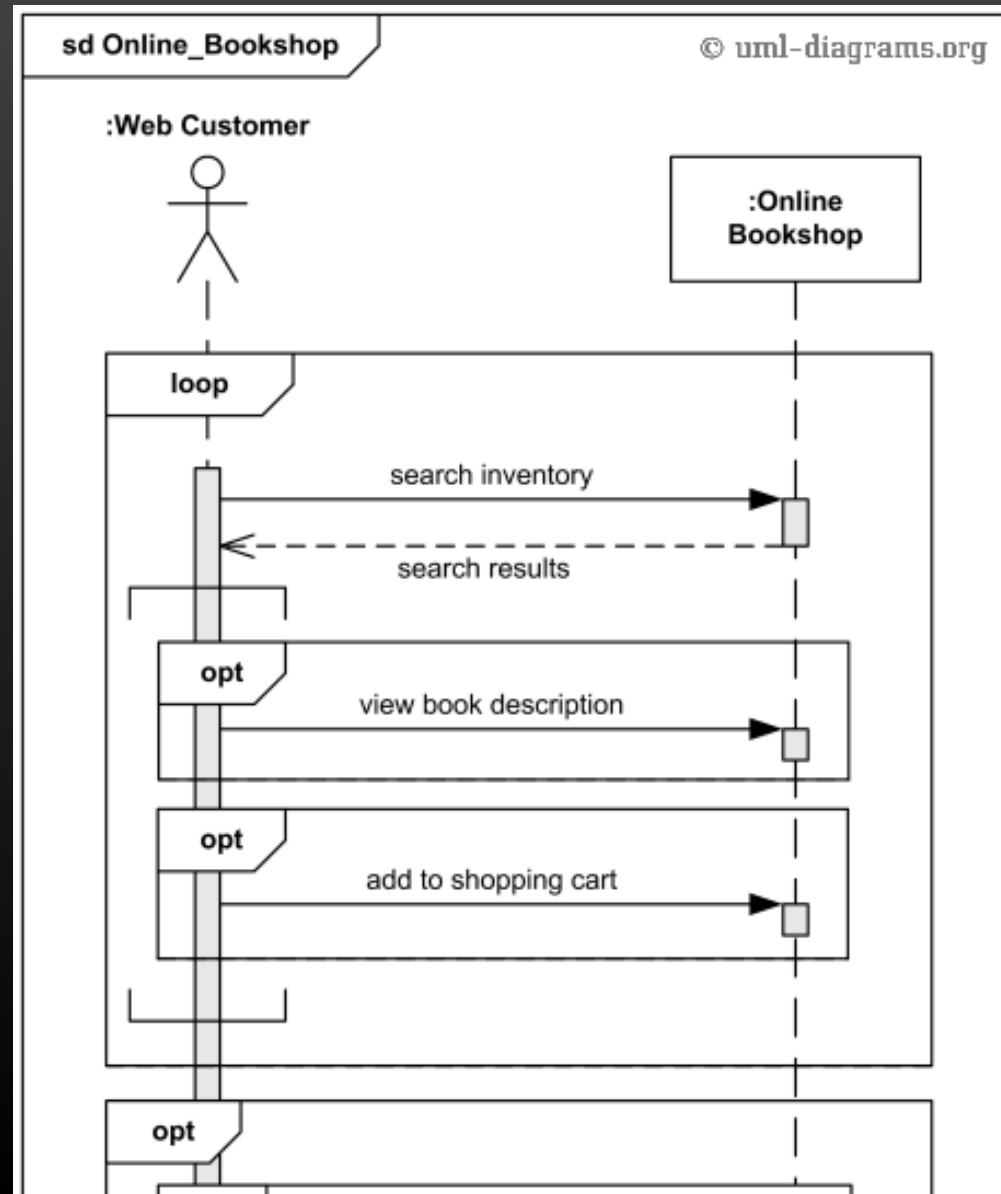 sd Online_Bookshop
© uml-diagrams.org
:Web Customer
:Online
Bookshop
loop
search inventory
search results
opt
view book description
opt
add to shopping cart
opt